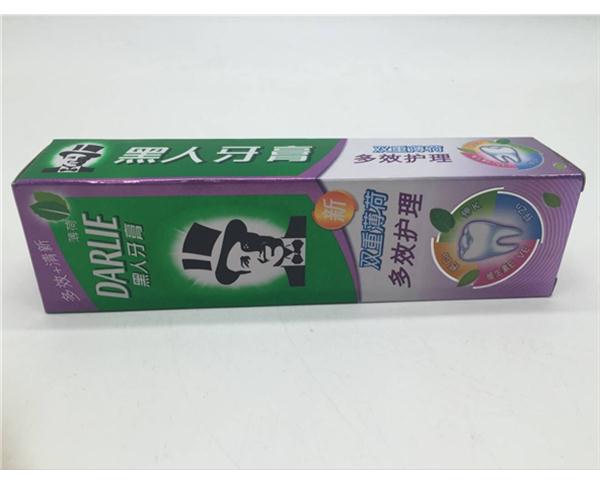 黑人牙膏
双重薄荷
多效护理
多效+清新
薄荷
DARLIE
黑人牙膏
新
双重薄荷
多效护理